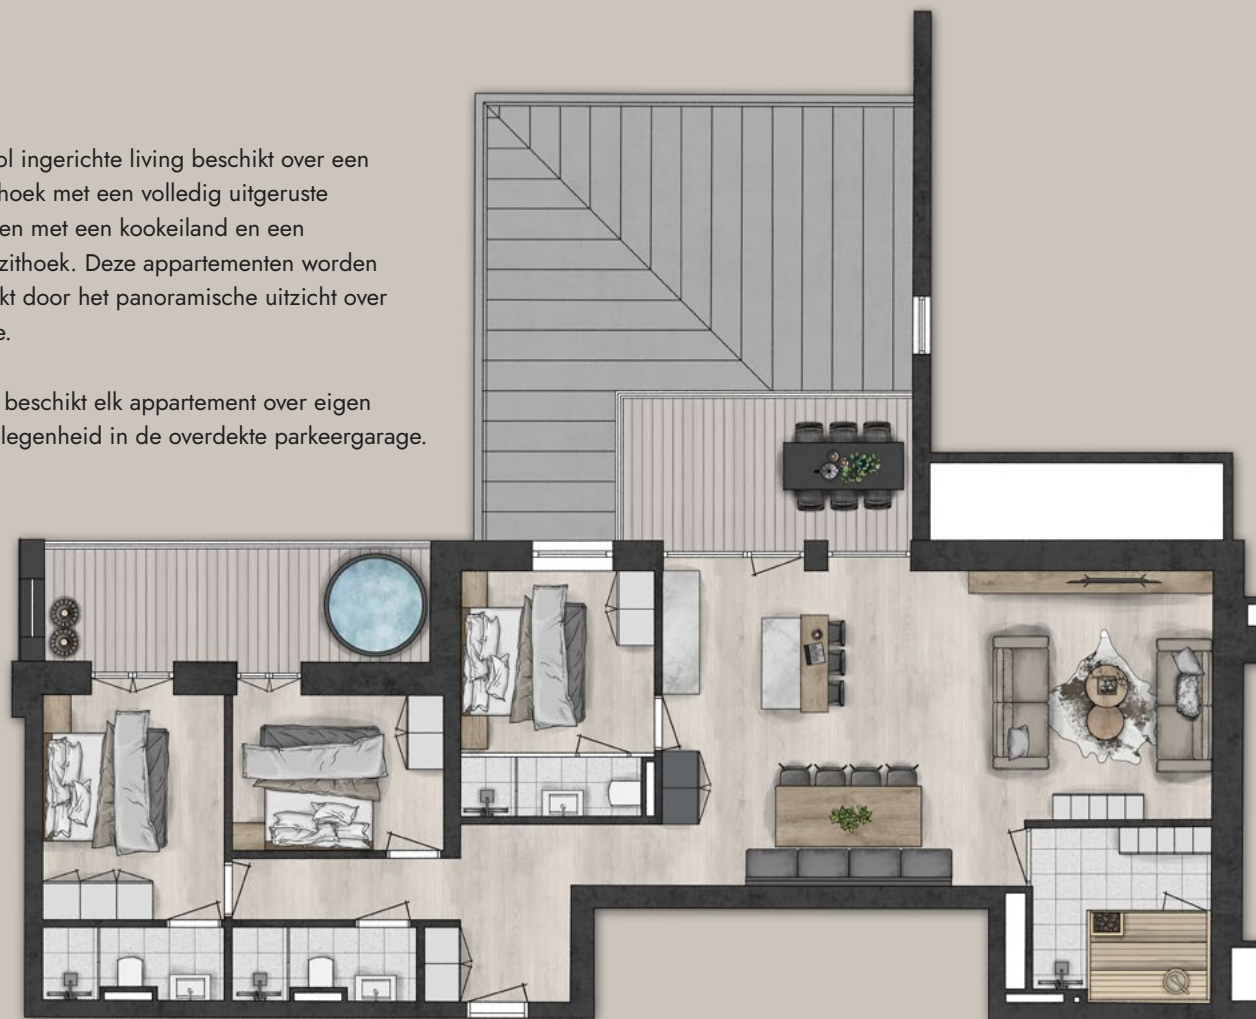 ol ingerichte living beschikt over een
hoek met een volledig uitgeruste
en met een kookeiland en een
zithoek. Deze appartementen worden
kt door het panoramische uitzicht over
e.
beschikt elk appartement over eigen
legenheid in de overdekte parkeergarage.